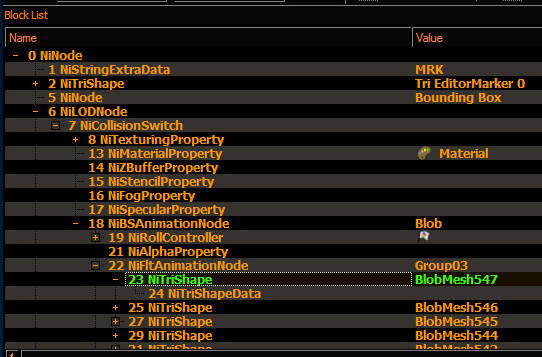 Block List
Name Value
0 NiNode
1 NiStringExtraData MRK
2 NiTriShape Tri EditorMarker 0
5 NiNode Bounding Box
6 NiLODNode
7 NiCollisionSwitch
8 NiTexturingProperty
13 NiMaterialProperty Material
14 NiZBufferProperty
15 NiStencilProperty
16 NiFogProperty
17 NiSpecularProperty
18 NiBSAnimationNode Blob
19 NiRollController
21 NiAlphaProperty
22 NiFltAnimationNode Group03
23 NiTriShape BlobMesh547
24 NiTriShapeData
25 NiTriShape BlobMesh546
27 NiTriShape BlobMesh545
29 NiTriShape BlobMesh544
31 NiTriShape BlobMesh543